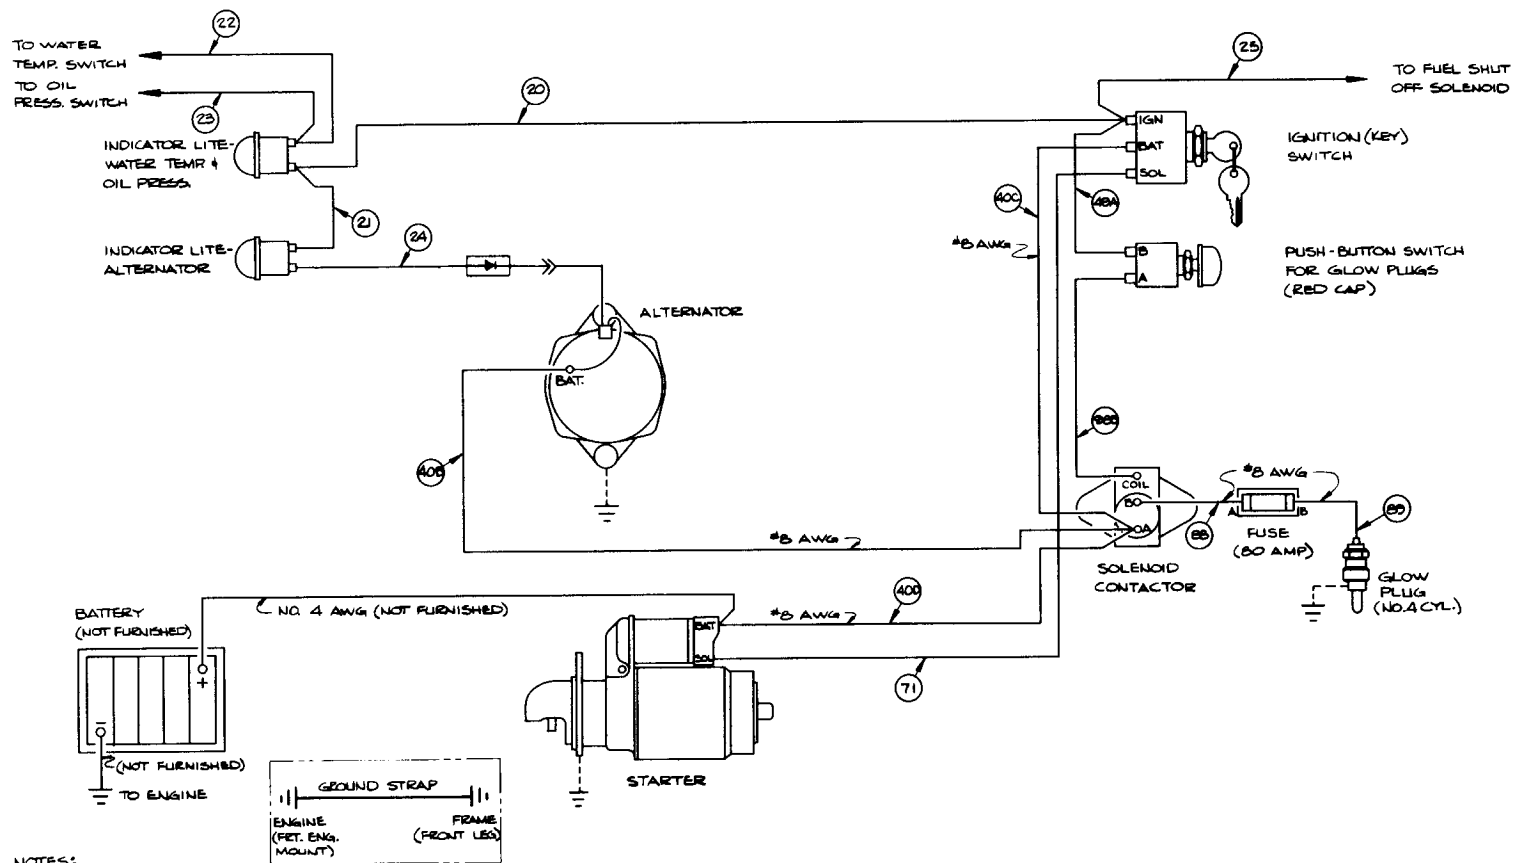 22
TO WATER
TEMP. SWITCH
TO OIL
PRESS. SWITCH
23
20
25
TO FUEL SHUT
OFF SOLENOID
INDICATOR LITE-
WATER TEMP &
OIL PRESS.
IGN
BAT
SOL
IGNITION (KEY)
SWITCH
40C
48A
#8 AWG
21
24
INDICATOR LITE-
ALTERNATOR
B
A
PUSH-BUTTON SWITCH
FOR GLOW PLUGS
(RED CAP)
ALTERNATOR
BAT.
40B
COIL
B
A
#8 AWG
A
B
88
89
FUSE
(80 AMP)
#8 AWG
SOLENOID
CONTACTOR
GLOW
PLUG
(NO. 4 CYL.)
BATTERY
(NOT FURNISHED)
NO. 4 AWG (NOT FURNISHED)
#8 AWG
40D
BAT
SOL
71
+
–
(NOT FURNISHED)
TO ENGINE
STARTER
GROUND STRAP
ENGINE
(FRT. ENG.
MOUNT)
FRAME
(FRONT LEG)
NOTES: